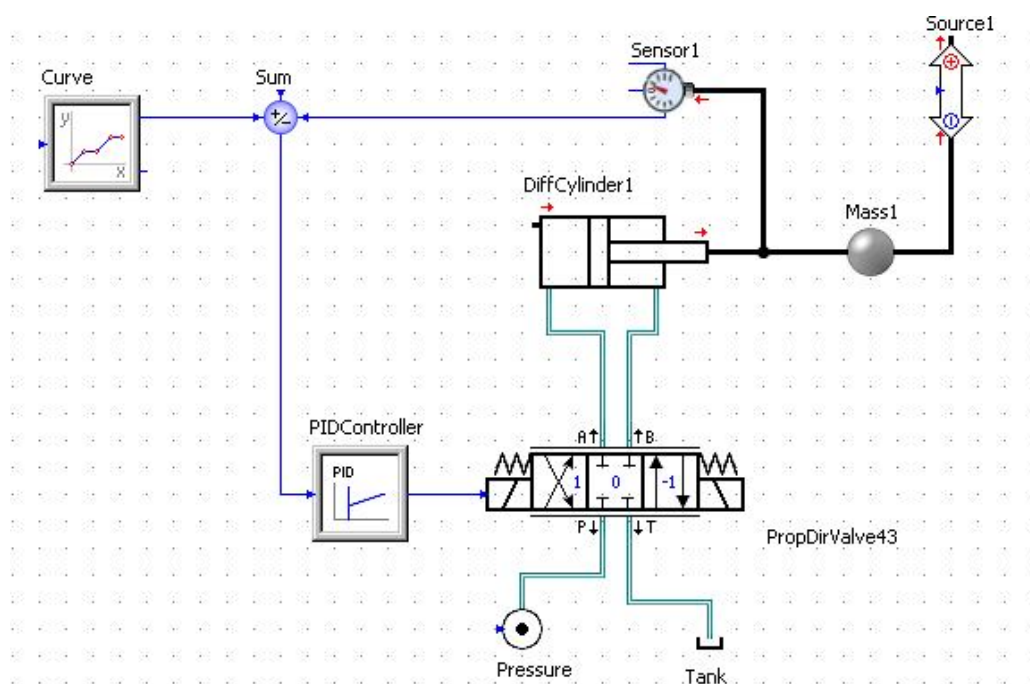 Source1
Sensor1
Curve
Sum
y
x
+/-
DiffCylinder1
Mass1
PIDController
PID
A
B
1
0
-1
P
T
PropDirValve43
Pressure
Tank